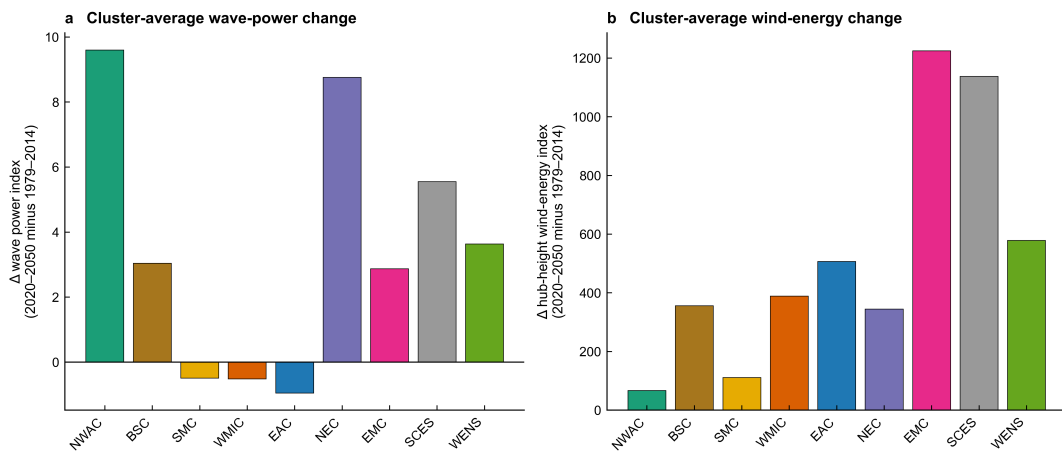 a Cluster-average wave-power change
Δ wave power index
(2020–2050 minus 1979–2014)
10
8
6
4
2
0
NWAC
BSC
SMC
WMIC
EAC
NEC
EMC
SCES
WENS
b Cluster-average wind-energy change
Δ hub-height wind-energy index
(2020–2050 minus 1979–2014)
1200
1000
800
600
400
200
0
NWAC
BSC
SMC
WMIC
EAC
NEC
EMC
SCES
WENS